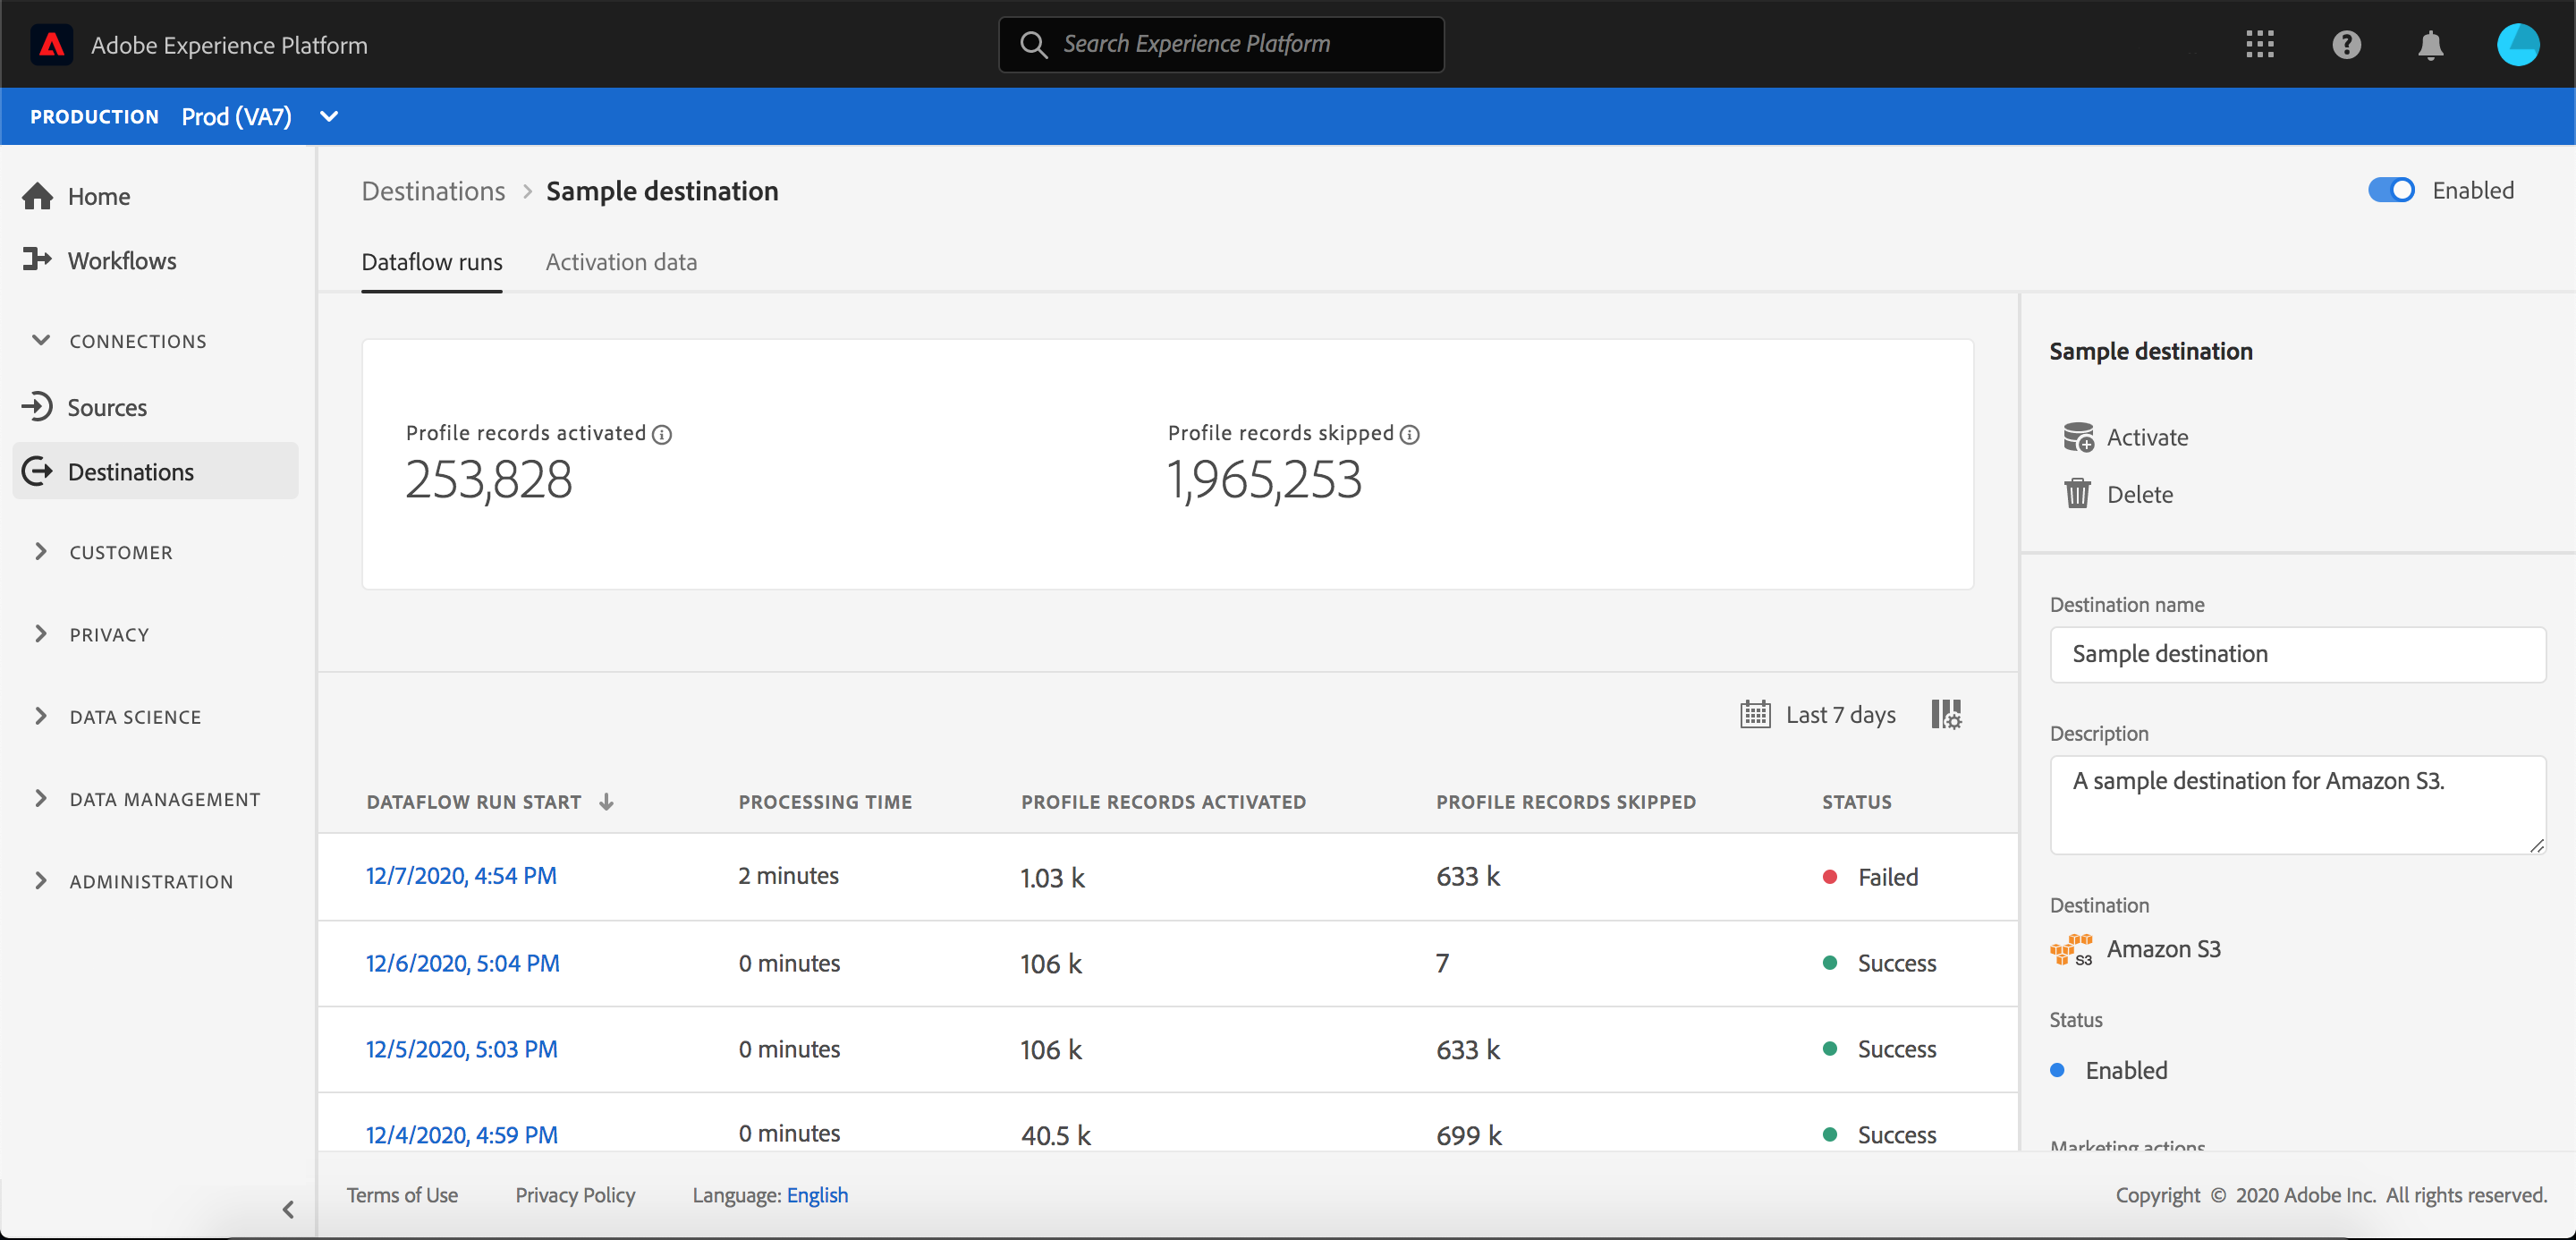 Adobe Experience Platform
Search Experience Platform
PRODUCTION Prod (VA7)
Home
Workflows
CONNECTIONS
Sources
Destinations
CUSTOMER
PRIVACY
DATA SCIENCE
DATA MANAGEMENT
ADMINISTRATION
Destinations > Sample destination
Enabled
Dataflow runs Activation data
Profile records activated
253,828
Profile records skipped
1,965,253
Last 7 days
DATAFLOW RUN START PROCESSING TIME PROFILE RECORDS ACTIVATED PROFILE RECORDS SKIPPED STATUS
12/7/2020, 4:54 PM 2 minutes 1.03 k 633 k Failed
12/6/2020, 5:04 PM 0 minutes 106 k 7 Success
12/5/2020, 5:03 PM 0 minutes 106 k 633 k Success
12/4/2020, 4:59 PM 0 minutes 40.5 k 699 k Success
Sample destination
Activate
Delete
Destination name
Sample destination
Description
A sample destination for Amazon S3.
Destination
S3 Amazon S3
Status
Enabled
Marketing actions
Terms of Use Privacy Policy Language: English
Copyright © 2020 Adobe Inc. All rights reserved.